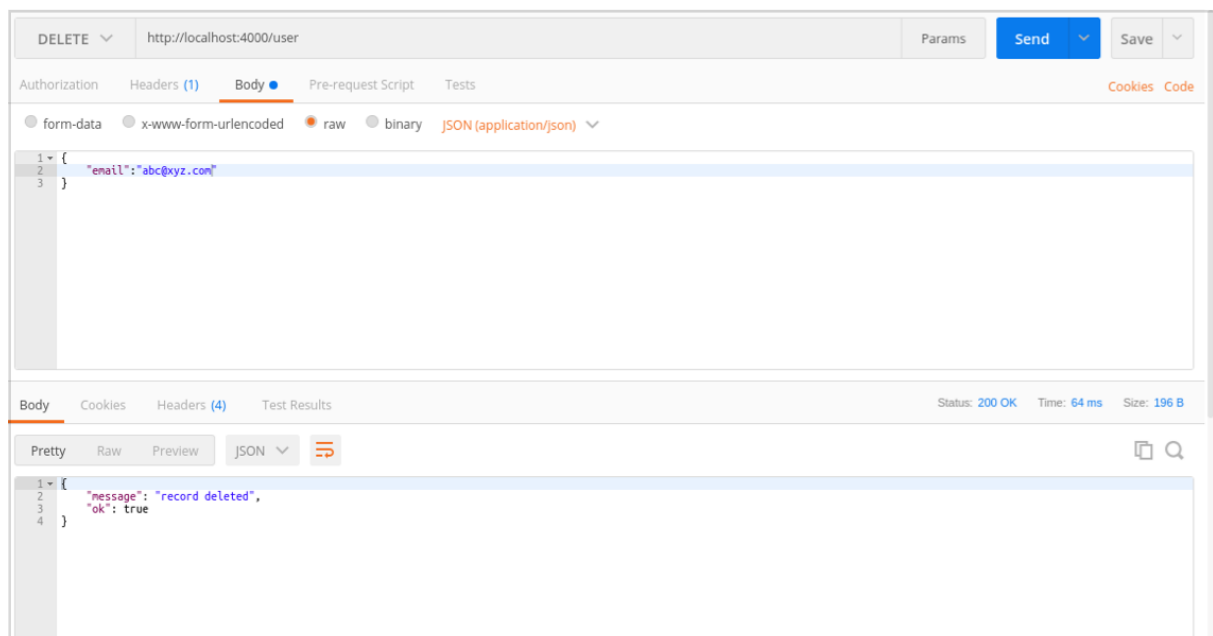 DELETE http://localhost:4000/user Params Send Save
Authorization Headers (1) Body Pre-request Script Tests Cookies Code
form-data x-www-form-urlencoded raw binary JSON (application/json)
1 {
2 "email":"abc@xyz.com"
3 }
Body Cookies Headers (4) Test Results Status: 200 OK Time: 64 ms Size: 196 B
Pretty Raw Preview JSON
1 {
2 "message": "record deleted",
3 "ok": true
4 }